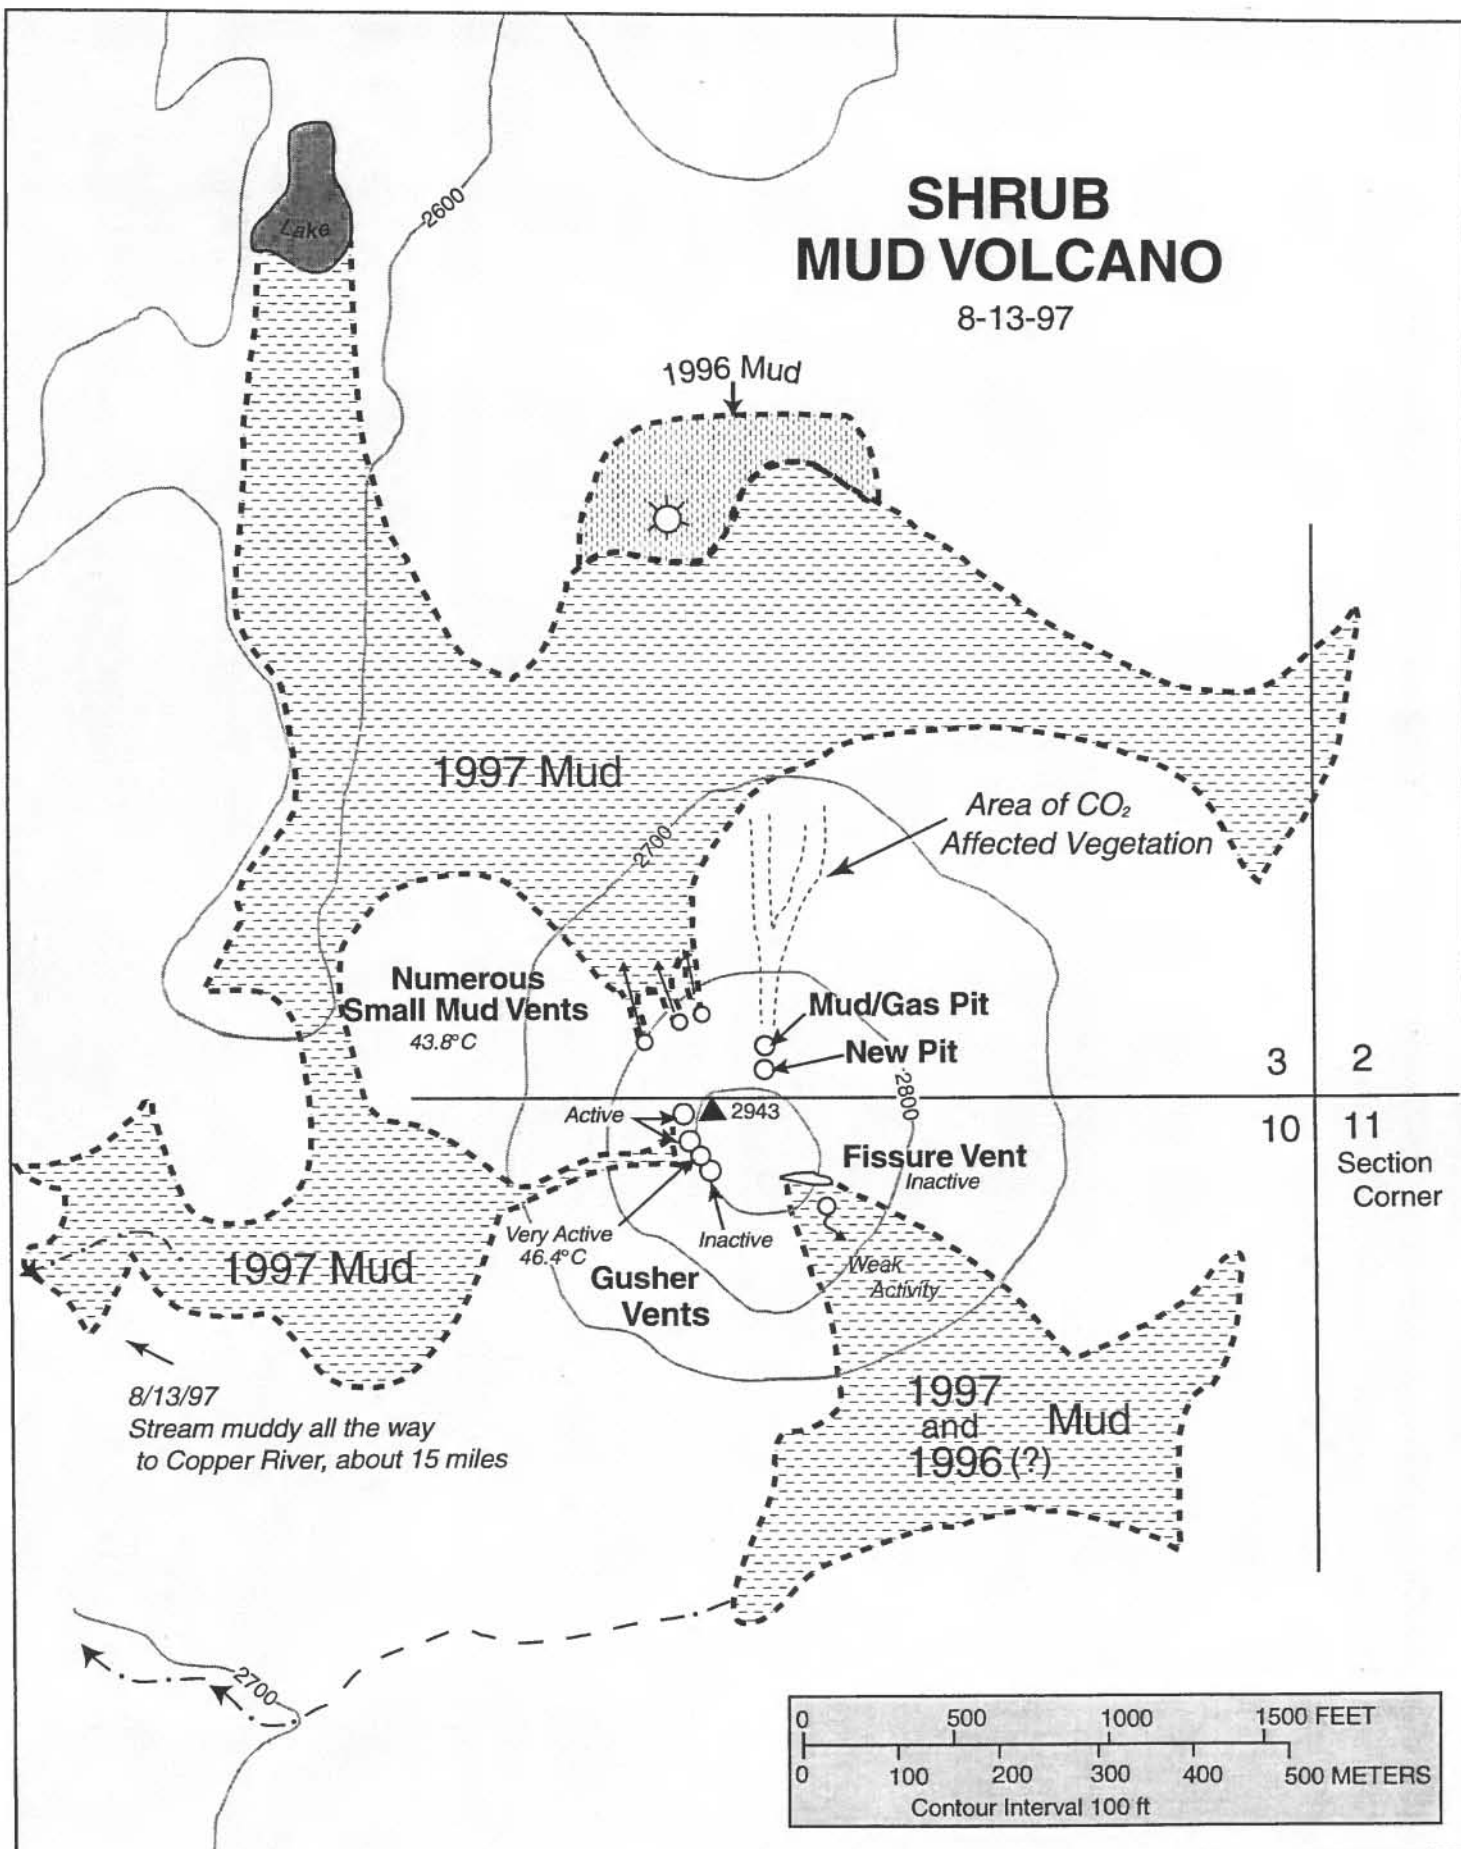 SHRUB
MUD VOLCANO
8-13-97
Lake
2600
1996 Mud
1997 Mud
2700
Area of CO₂
Affected Vegetation
Numerous
Small Mud Vents
43.8°C
Mud/Gas Pit
New Pit
2800
3
2
10
11
Section
Corner
Active
2943
Fissure Vent
Inactive
Very Active
46.4°C
Inactive
Gusher
Vents
Weak
Activity
1997 Mud
8/13/97
Stream muddy all the way
to Copper River, about 15 miles
1997
and
1996 (?)
Mud
2700
0 500 1000 1500 FEET
0 100 200 300 400 500 METERS
Contour Interval 100 ft